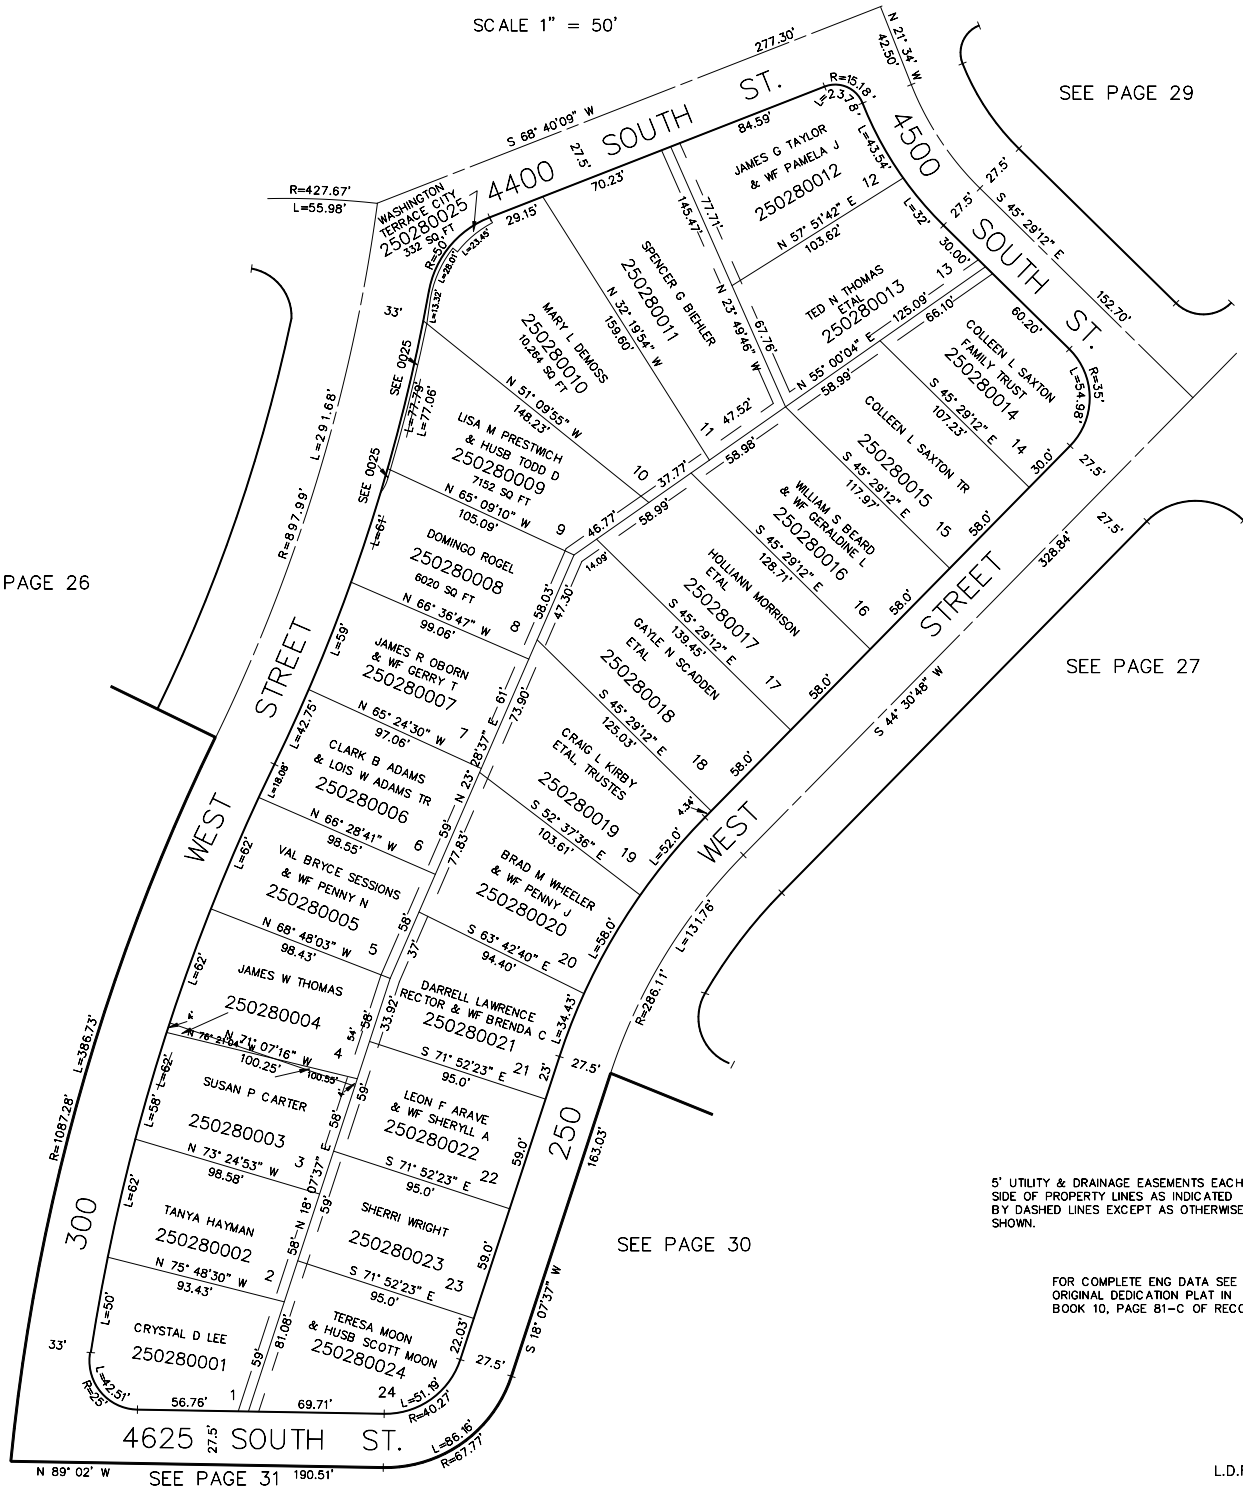 SCALE 1" = 50'
277.30'
N 21° 34' W
42.50'
SEE PAGE 29
S 68° 40'09" W
27.5'
4400 SOUTH ST.
84.59'
R=15.18'
L=23.78'
L=43.54'
4500 SOUTH ST.
27.5'
27.5'
S 45° 29'12" E
152.70'
R=427.67'
L=55.98'
WASHINGTON
TERRACE CITY
250280025
332 SQ FT
R=50'
L=28.01'
L=23.45'
L=13.32'
29.15'
70.23'
JAMES G TAYLOR
& WF PAMELA J
250280012
12
N 57° 51'42" E
103.62'
L=32'
30.00'
145.47'
77.71'
N 23° 49'46" W
67.76'
SPENCER G BIEHLER
250280011
11
47.52'
N 32° 19'54" W
159.60'
TED N THOMAS
ETAL
250280013
13
N 55° 00'04" E
125.09'
66.10'
58.99'
60.20'
MARY L DEMOSS
250280010
10,264 SQ FT
10
37.77'
58.98'
N 51° 09'55" W
148.23'
33'
SEE 0025
SEE 0025
L=77.79'
L=77.06'
COLLEEN L SAXTON
FAMILY TRUST
250280014
14
R=35'
L=54.98'
30.0'
27.5'
S 45° 29'12" E
107.23'
COLLEEN L SAXTON TR
250280015
15
58.0'
S 45° 29'12" E
117.97'
LISA M PRESTWICH
& HUSB TODD D
250280009
7152 SQ FT
9
46.77'
58.99'
14.09'
N 65° 09'10" W
105.09'
WILLIAM S BEARD
& WF GERALDINE L
250280016
16
58.0'
S 45° 29'12" E
128.71'
L=291.68'
R=897.99'
L=61'
DOMINGO ROGEL
250280008
6020 SQ FT
8
58.03'
47.30'
N 66° 36'47" W
99.06'
HOLLIANN MORRISON
ETAL
250280017
17
58.0'
S 45° 29'12" E
139.45'
27.5'
328.84'
PAGE 26
L=59'
JAMES R OBORN
& WF GERRY T
250280007
7
61'
73.90'
N 65° 24'30" W
97.06'
GAYLE N SCADDEN
ETAL
250280018
18
58.0'
S 45° 29'12" E
125.03'
4.34'
SEE PAGE 27
S 44° 30'48" W
300 WEST STREET
L=42.75'
L=18.08'
CLARK B ADAMS
& LOIS W ADAMS TR
250280006
6
59'
N 23° 28'37" E
77.83'
N 66° 28'41" W
98.55'
CRAIG L KIRBY
ETAL, TRUSTES
250280019
19
L=52.0'
S 52° 37'36" E
103.61'
250 WEST STREET
L=62'
VAL BRYCE SESSIONS
& WF PENNY N
250280005
5
58'
37'
N 68° 48'03" W
98.43'
BRAD M WHEELER
& WF PENNY J
250280020
20
L=58.0'
S 63° 42'40" E
94.40'
L=131.76'
R=286.11'
L=62'
JAMES W THOMAS
250280004
4
54'
58'
33.92'
N 71° 07'16" W
100.25'
100.55'
4'
4'
DARRELL LAWRENCE
RECTOR & WF BRENDA C
250280021
21
L=34.43'
23'
27.5'
S 71° 52'23" E
95.0'
L=386.73'
R=1087.28'
L=62'
L=58'
SUSAN P CARTER
250280003
3
58'
59'
N 73° 24'53" W
98.58'
LEON F ARAVE
& WF SHERYLL A
250280022
22
59.0'
S 71° 52'23" E
95.0'
163.03'
L=62'
TANYA HAYMAN
250280002
2
58'
N 18° 07'37" E
59'
N 75° 48'30" W
93.43'
SHERRI WRIGHT
250280023
23
59.0'
S 71° 52'23" E
95.0'
SEE PAGE 30
S 18° 07'37" W
5' UTILITY & DRAINAGE EASEMENTS EACH
SIDE OF PROPERTY LINES AS INDICATED
BY DASHED LINES EXCEPT AS OTHERWISE
SHOWN.
FOR COMPLETE ENG DATA SEE
ORIGINAL DEDICATION PLAT IN
BOOK 10, PAGE 81-C OF RECO
33'
L=50'
CRYSTAL D LEE
250280001
1
59'
81.08'
L=42.51'
R=25'
56.76'
TERESA MOON
& HUSB SCOTT MOON
250280024
24
22.03'
27.5'
69.71'
L=51.19'
R=40.27'
4625 SOUTH ST.
27.5'
L=86.16'
R=67.77'
N 89° 02' W
SEE PAGE 31
190.51'
L.D.